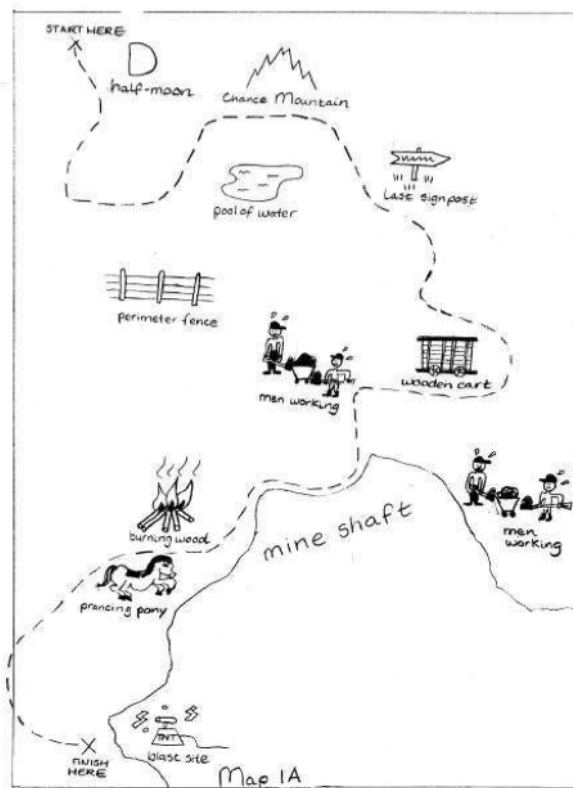 START HERE
half-moon
Chance Mountain
Last signpost
pool of water
perimeter fence
wooden cart
men working
mine shaft
men
working
burning wood
prancing pony
TNT
blast site
FINISH
HERE
Map 1A